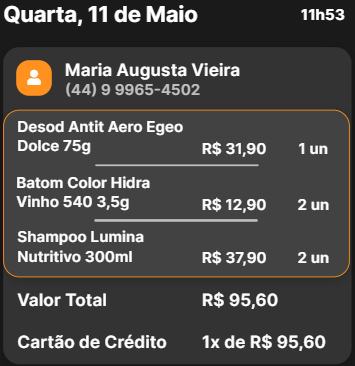 Quarta, 11 de Maio 11h53
Maria Augusta Vieira
(44) 9 9965-4502
Desod Antit Aero Egeo
Dolce 75g R$ 31,90 1 un
Batom Color Hidra
Vinho 540 3,5g R$ 12,90 2 un
Shampoo Lumina
Nutritivo 300ml R$ 37,90 2 un
Valor Total R$ 95,60
Cartão de Crédito 1x de R$ 95,60